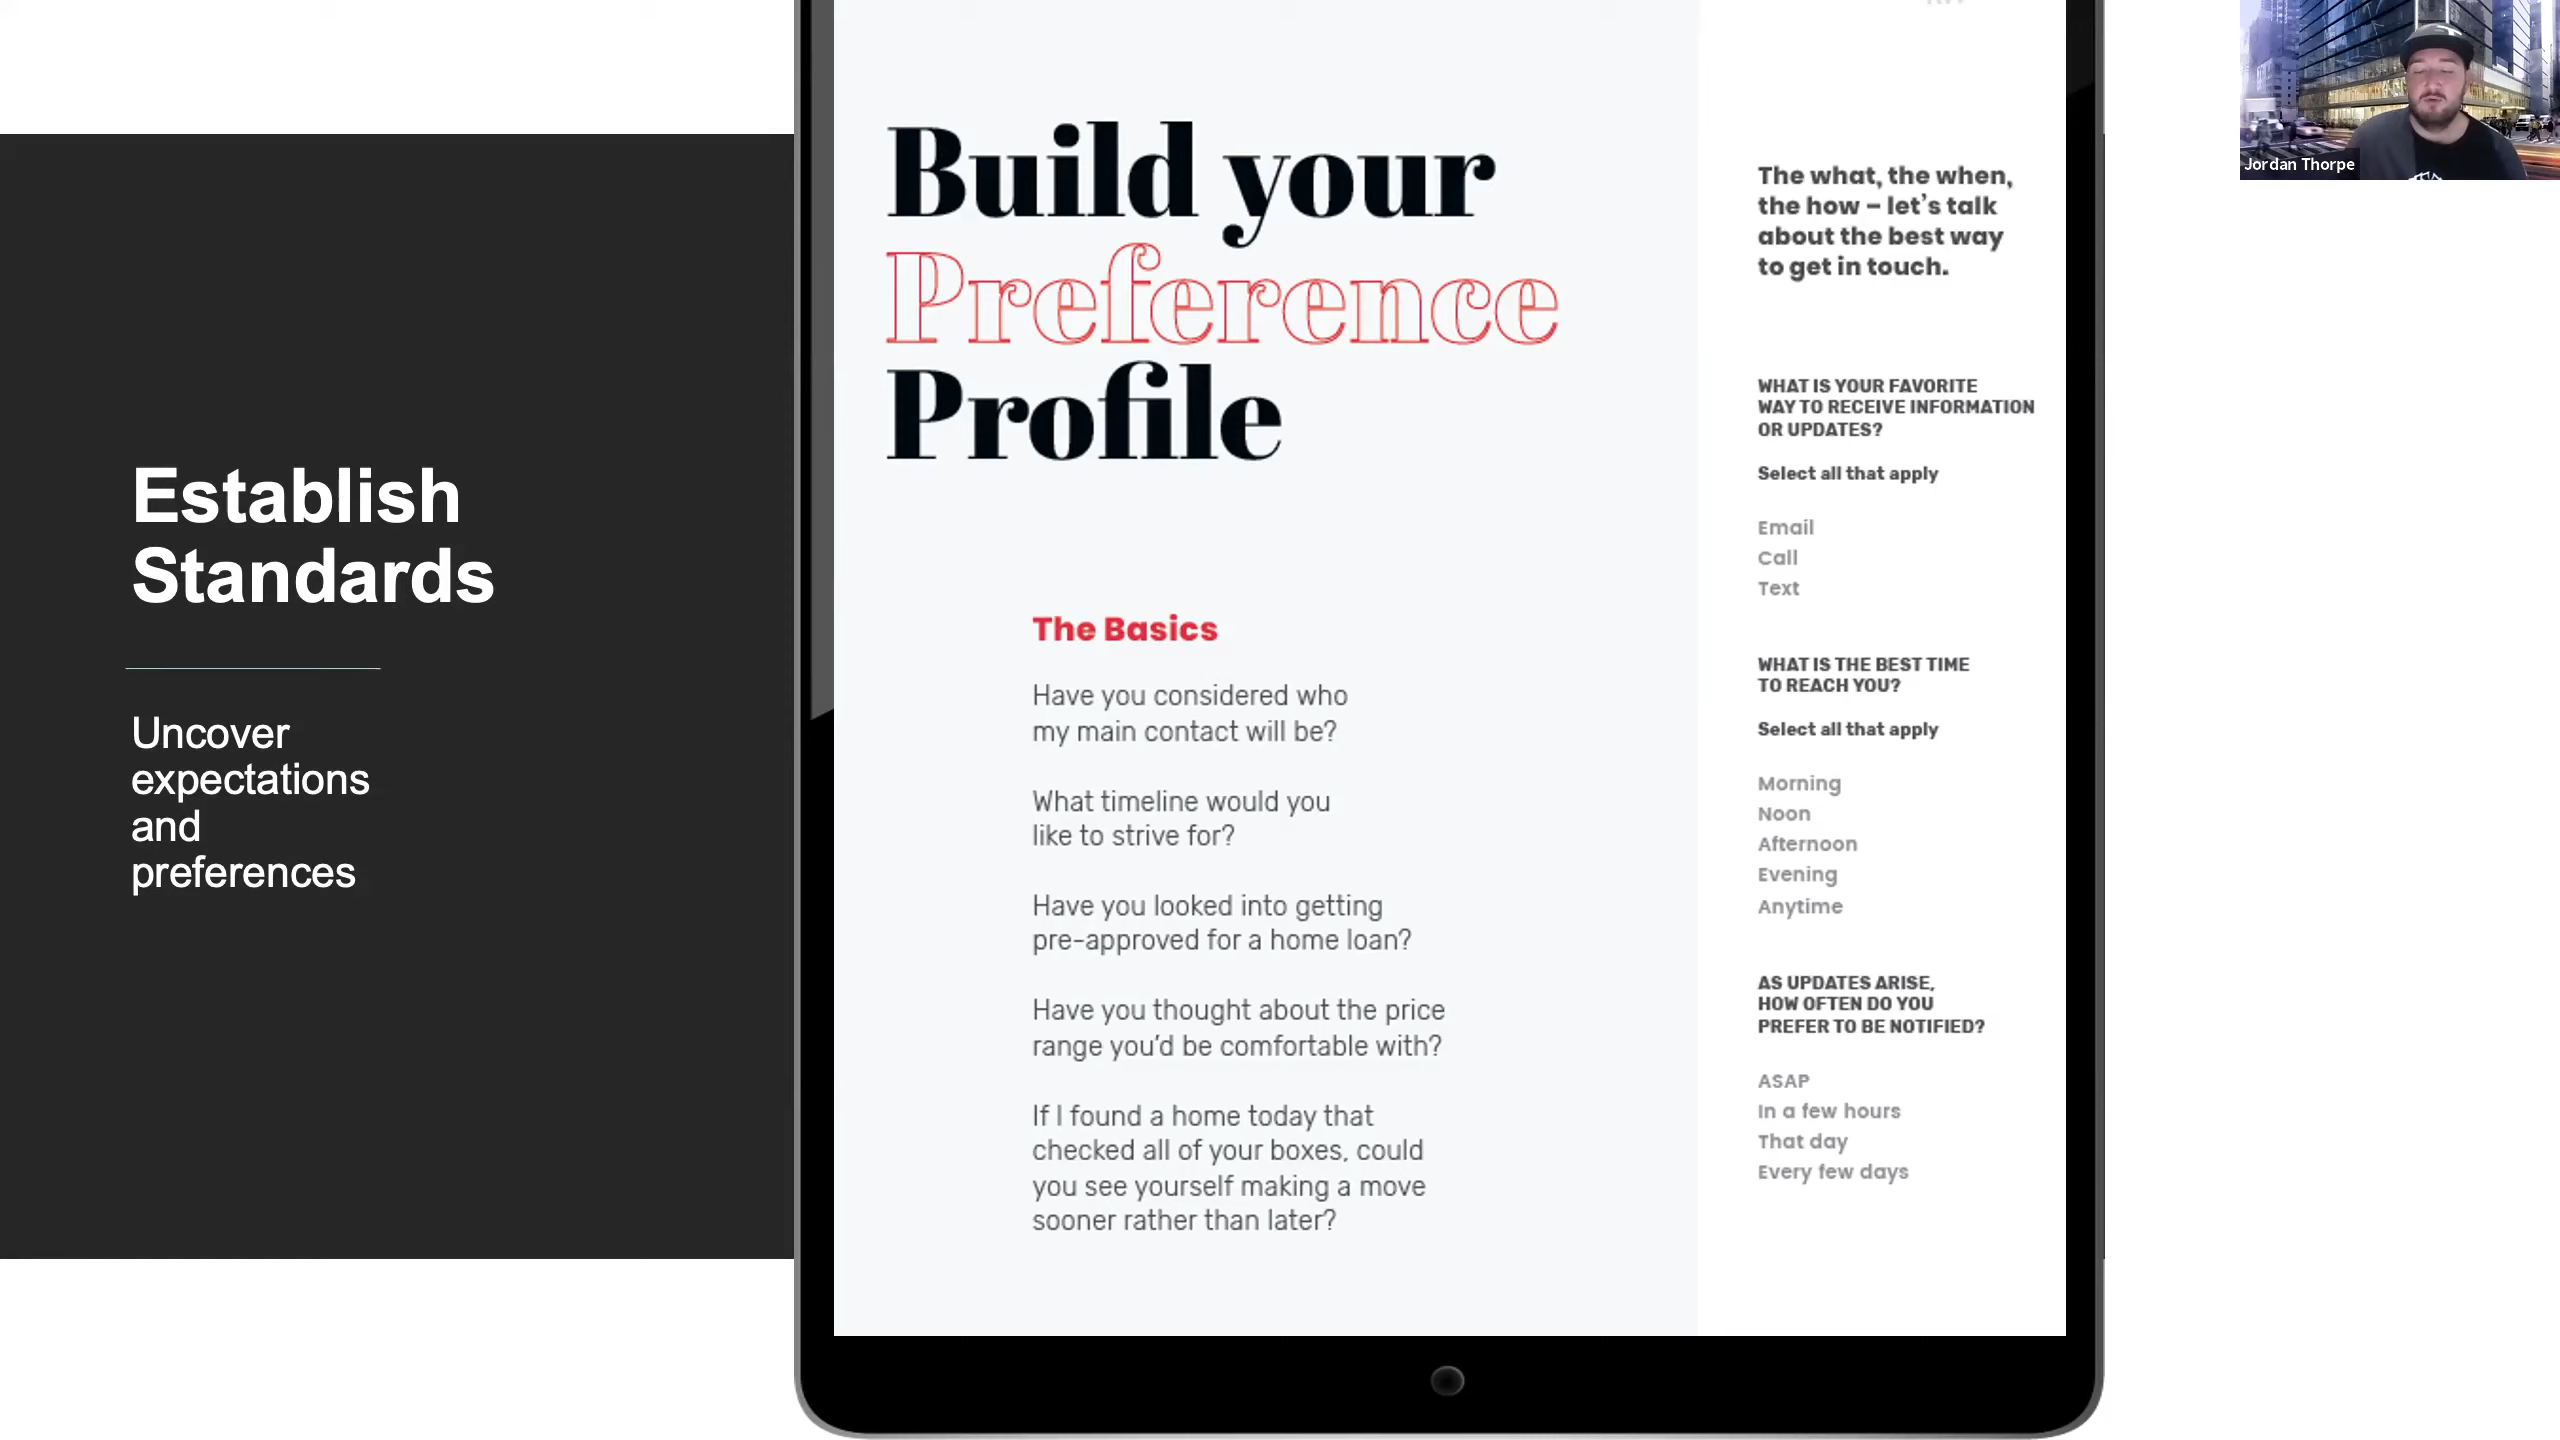 Establish
Standards
Uncover
expectations
and
preferences
Build your
Preference
Profile
The Basics
Have you considered who
my main contact will be?
What timeline would you
like to strive for?
Have you looked into getting
pre-approved for a home loan?
Have you thought about the price
range you'd be comfortable with?
If I found a home today that
checked all of your boxes, could
you see yourself making a move
sooner rather than later?
The what, the when,
the how – let's talk
about the best way
to get in touch.
WHAT IS YOUR FAVORITE
WAY TO RECEIVE INFORMATION
OR UPDATES?
Select all that apply
Email
Call
Text
WHAT IS THE BEST TIME
TO REACH YOU?
Select all that apply
Morning
Noon
Afternoon
Evening
Anytime
AS UPDATES ARISE,
HOW OFTEN DO YOU
PREFER TO BE NOTIFIED?
ASAP
In a few hours
That day
Every few days
Jordan Thorpe